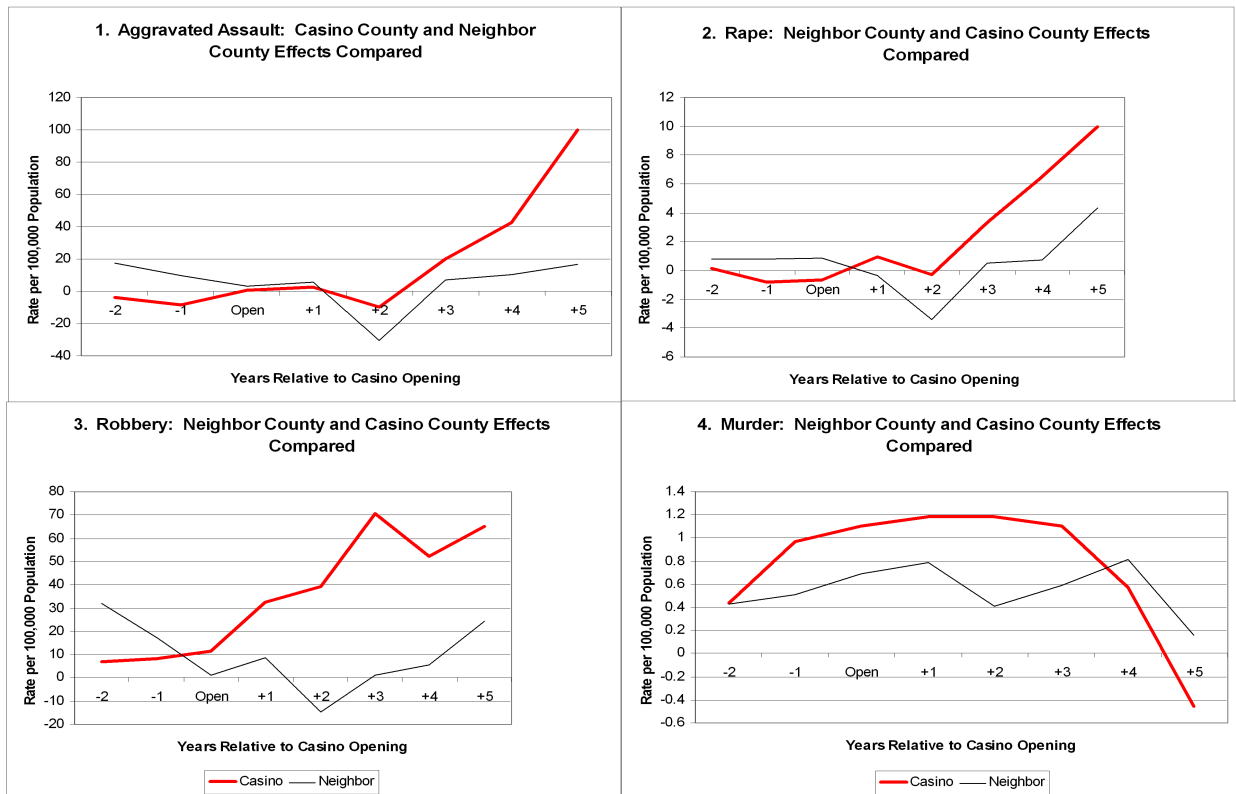 1. Aggravated Assault: Casino County and Neighbor
County Effects Compared
120
100
80
60
40
20
0
-20
-40
Rate per 100,000 Population
-2 -1 Open +1 +2 +3 +4 +5
Years Relative to Casino Opening
2. Rape: Neighbor County and Casino County Effects
Compared
12
10
8
6
4
2
0
-2
-4
-6
Rate per 100,000 Population
-2 -1 Open +1 +2 +3 +4 +5
Years Relative to Casino Opening
3. Robbery: Neighbor County and Casino County Effects
Compared
80
70
60
50
40
30
20
10
0
-10
-20
Rate per 100,000 Population
-2 -1 Open +1 +2 +3 +4 +5
Years Relative to Casino Opening
Casino Neighbor
4. Murder: Neighbor County and Casino County Effects
Compared
1.4
1.2
1
0.8
0.6
0.4
0.2
0
-0.2
-0.4
-0.6
Rate per 100,000 Population
-2 -1 Open +1 +2 +3 +4 +5
Years Relative to Casino Opening
Casino Neighbor